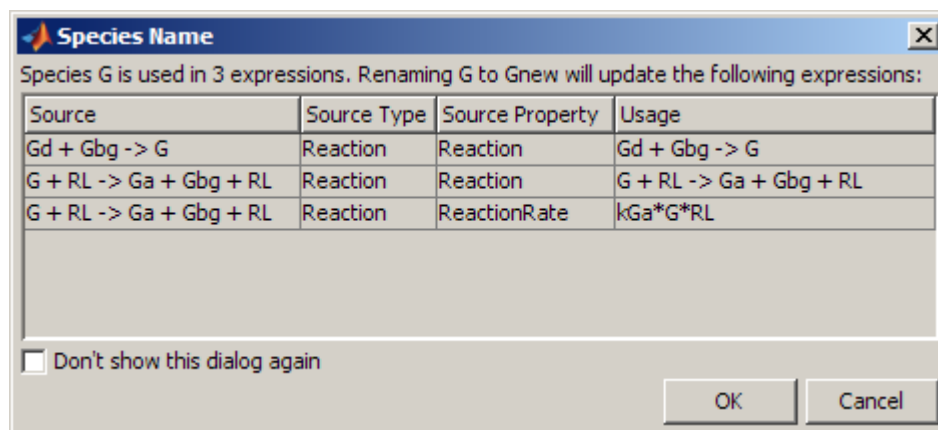 Species Name
Species G is used in 3 expressions. Renaming G to Gnew will update the following expressions:
Source Source Type Source Property Usage
Gd + Gbg -> G Reaction Reaction Gd + Gbg -> G
G + RL -> Ga + Gbg + RL Reaction Reaction G + RL -> Ga + Gbg + RL
G + RL -> Ga + Gbg + RL Reaction ReactionRate kGa*G*RL
Don't show this dialog again
OK Cancel